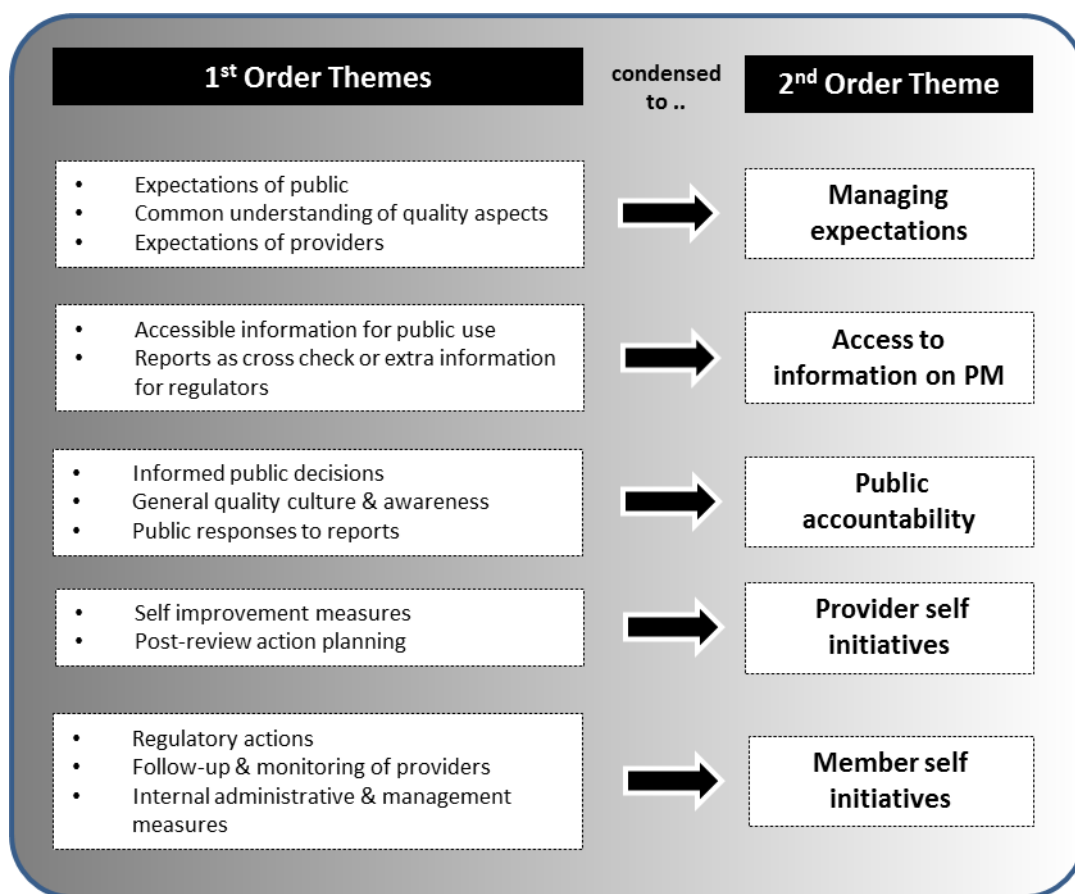 1st Order Themes
condensed
to ..
2nd Order Theme
• Expectations of public
• Common understanding of quality aspects
• Expectations of providers
Managing
expectations
• Accessible information for public use
• Reports as cross check or extra information
for regulators
Access to
information on PM
• Informed public decisions
• General quality culture & awareness
• Public responses to reports
Public
accountability
• Self improvement measures
• Post-review action planning
Provider self
initiatives
• Regulatory actions
• Follow-up & monitoring of providers
• Internal administrative & management
measures
Member self
initiatives